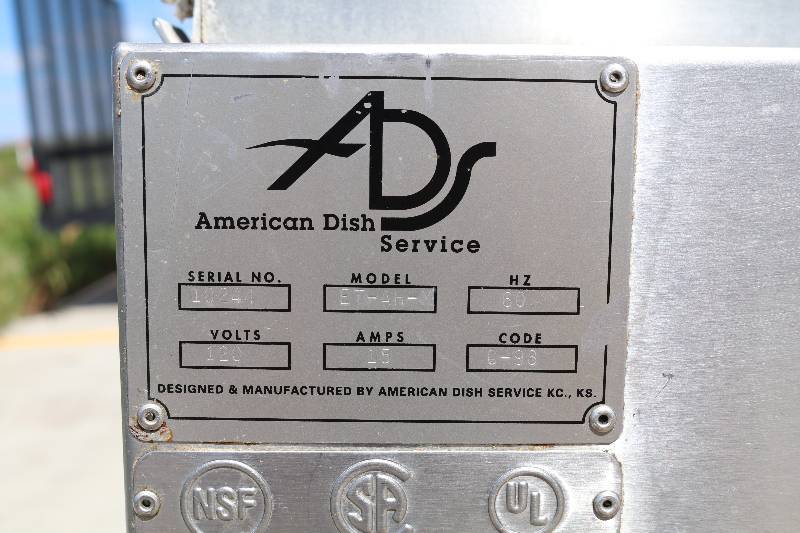 ADS
American Dish
Service
SERIAL NO. MODEL HZ
60
VOLTS AMPS CODE
120 15
DESIGNED & MANUFACTURED BY AMERICAN DISH SERVICE KC., KS.
NSF SA UL